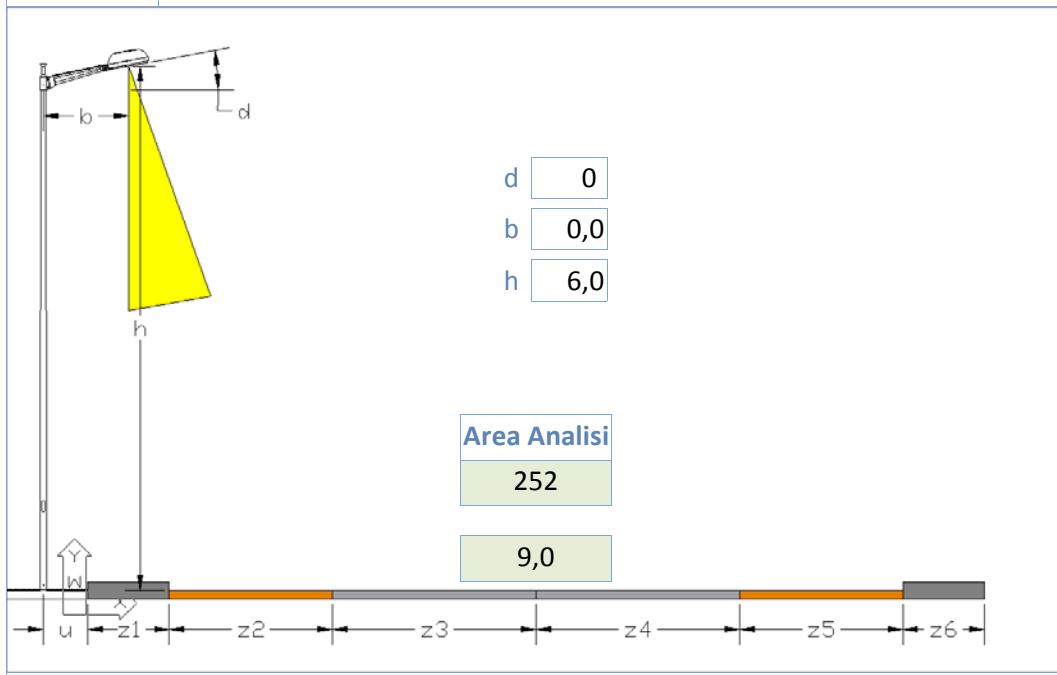 b
d
d 0
b 0,0
h 6,0
h
Area Analisi
252
9,0
Y
W
X
u z1 z2 z3 z4 z5 z6